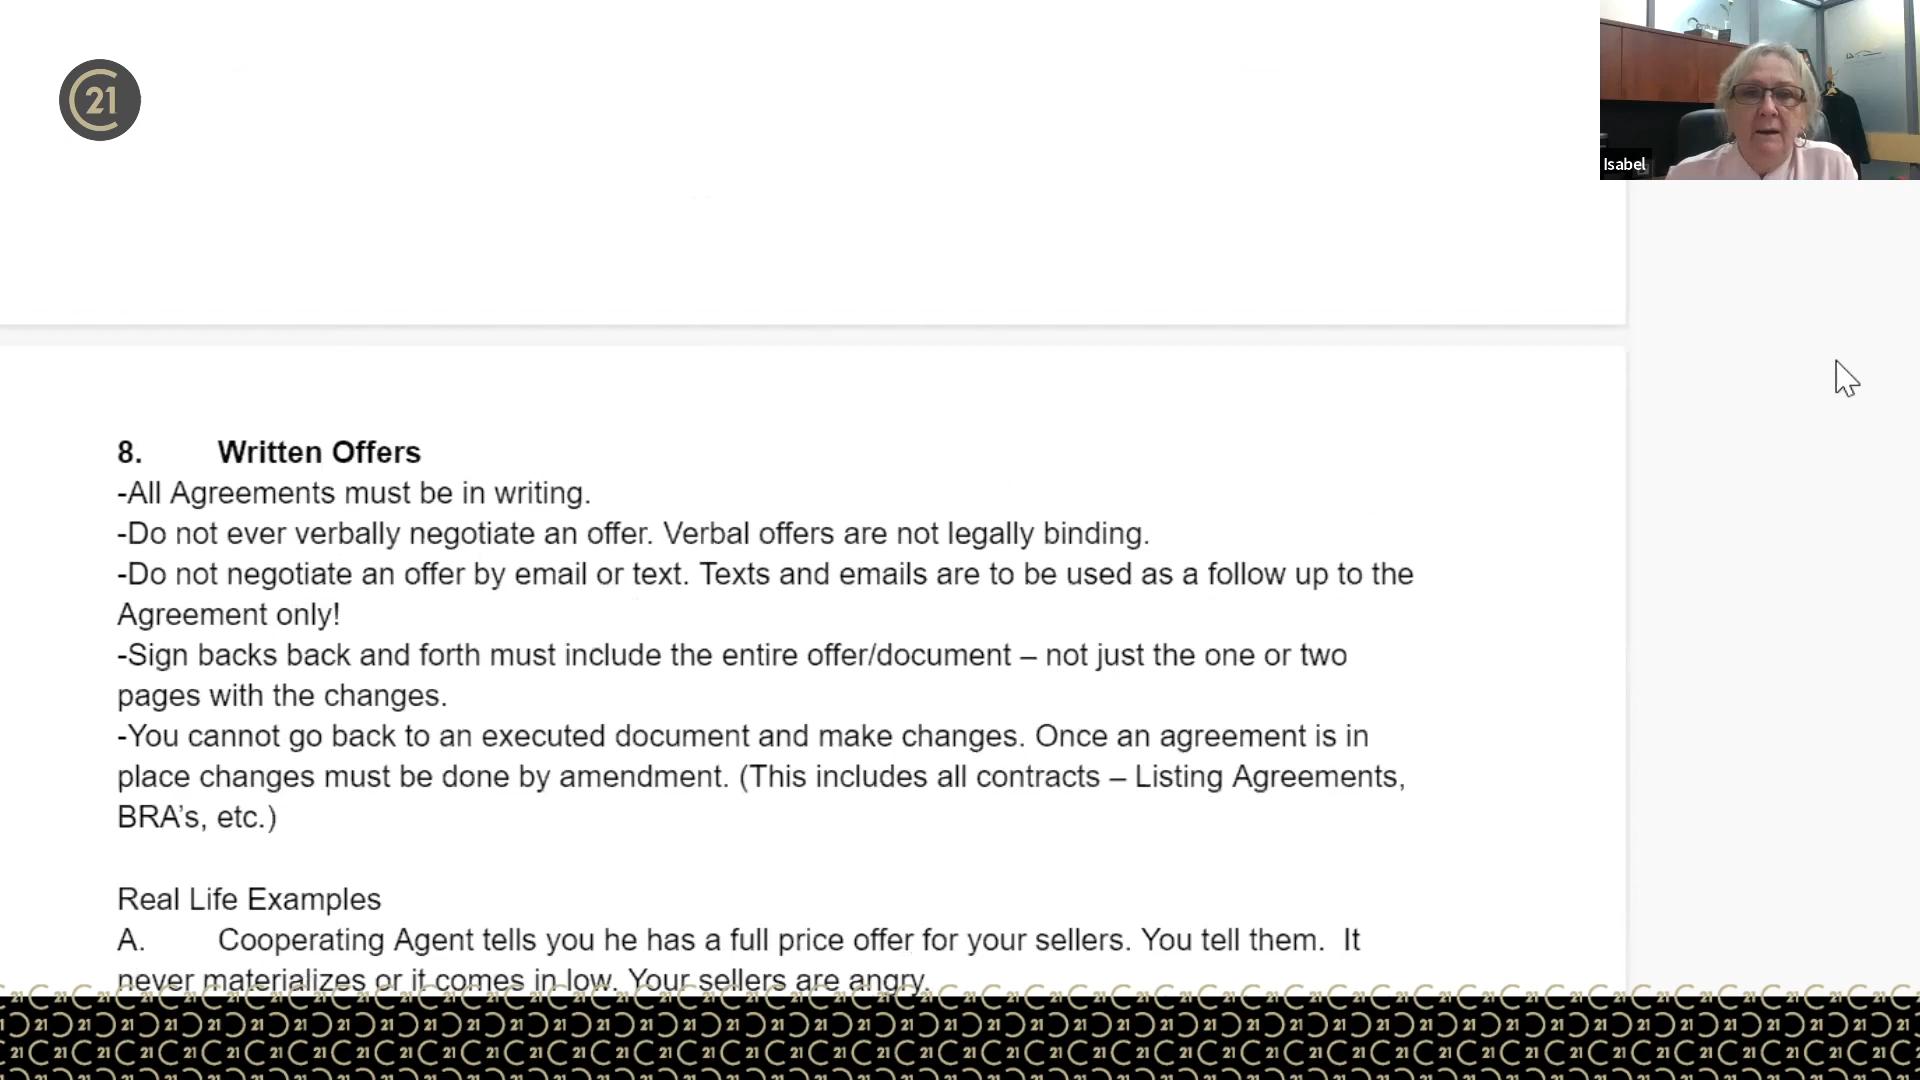 21
Isabel
8. Written Offers
-All Agreements must be in writing.
-Do not ever verbally negotiate an offer. Verbal offers are not legally binding.
-Do not negotiate an offer by email or text. Texts and emails are to be used as a follow up to the
Agreement only!
-Sign backs back and forth must include the entire offer/document – not just the one or two
pages with the changes.
-You cannot go back to an executed document and make changes. Once an agreement is in
place changes must be done by amendment. (This includes all contracts – Listing Agreements,
BRA’s, etc.)
Real Life Examples
A. Cooperating Agent tells you he has a full price offer for your sellers. You tell them. It
never materializes or it comes in low. Your sellers are angry.